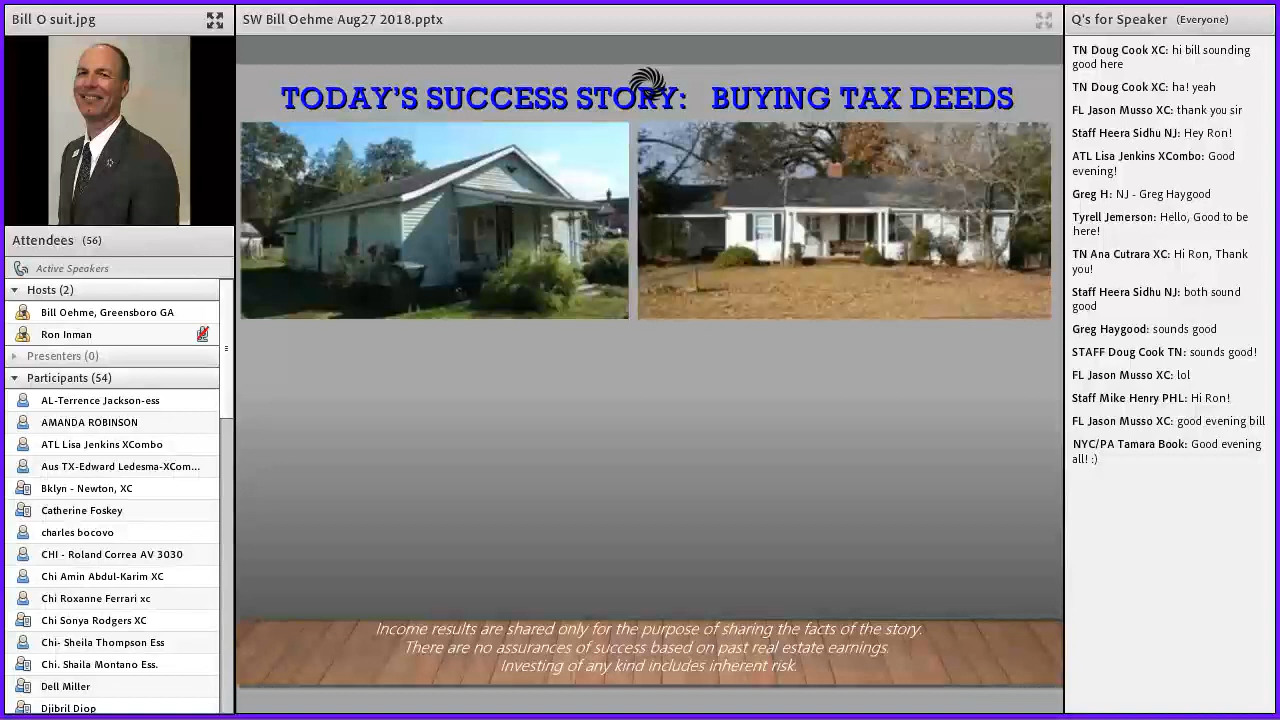 Bill O suit.jpg
Attendees (56)
Active Speakers
Hosts (2)
Bill Oehme, Greensboro GA
Ron Inman
Presenters (0)
Participants (54)
AL-Terrence Jackson-ess
AMANDA ROBINSON
ATL Lisa Jenkins XCombo
Aus TX-Edward Ledesma-XCom...
Bklyn - Newton, XC
Catherine Foskey
charles bocovo
CHI - Roland Correa AV 3030
Chi Amin Abdul-Karim XC
Chi Roxanne Ferrari xc
Chi Sonya Rodgers XC
Chi- Sheila Thompson Ess
Chi. Shaila Montano Ess.
Dell Miller
Djibril Diop
SW Bill Oehme Aug27 2018.pptx
TODAY'S SUCCESS STORY: BUYING TAX DEEDS
Income results are shared only for the purpose of sharing the facts of the story.
There are no assurances of success based on past real estate earnings.
Investing of any kind includes inherent risk.
Q's for Speaker (Everyone)
TN Doug Cook XC: hi bill sounding
good here
TN Doug Cook XC: ha! yeah
FL Jason Musso XC: thank you sir
Staff Heera Sidhu NJ: Hey Ron!
ATL Lisa Jenkins XCombo: Good
evening!
Greg H: NJ - Greg Haygood
Tyrell Jemerson: Hello, Good to be
here!
TN Ana Cutrara XC: Hi Ron, Thank
you!
Staff Heera Sidhu NJ: both sound
good
Greg Haygood: sounds good
STAFF Doug Cook TN: sounds good!
FL Jason Musso XC: lol
Staff Mike Henry PHL: Hi Ron!
FL Jason Musso XC: good evening bill
NYC/PA Tamara Book: Good evening
all! :)